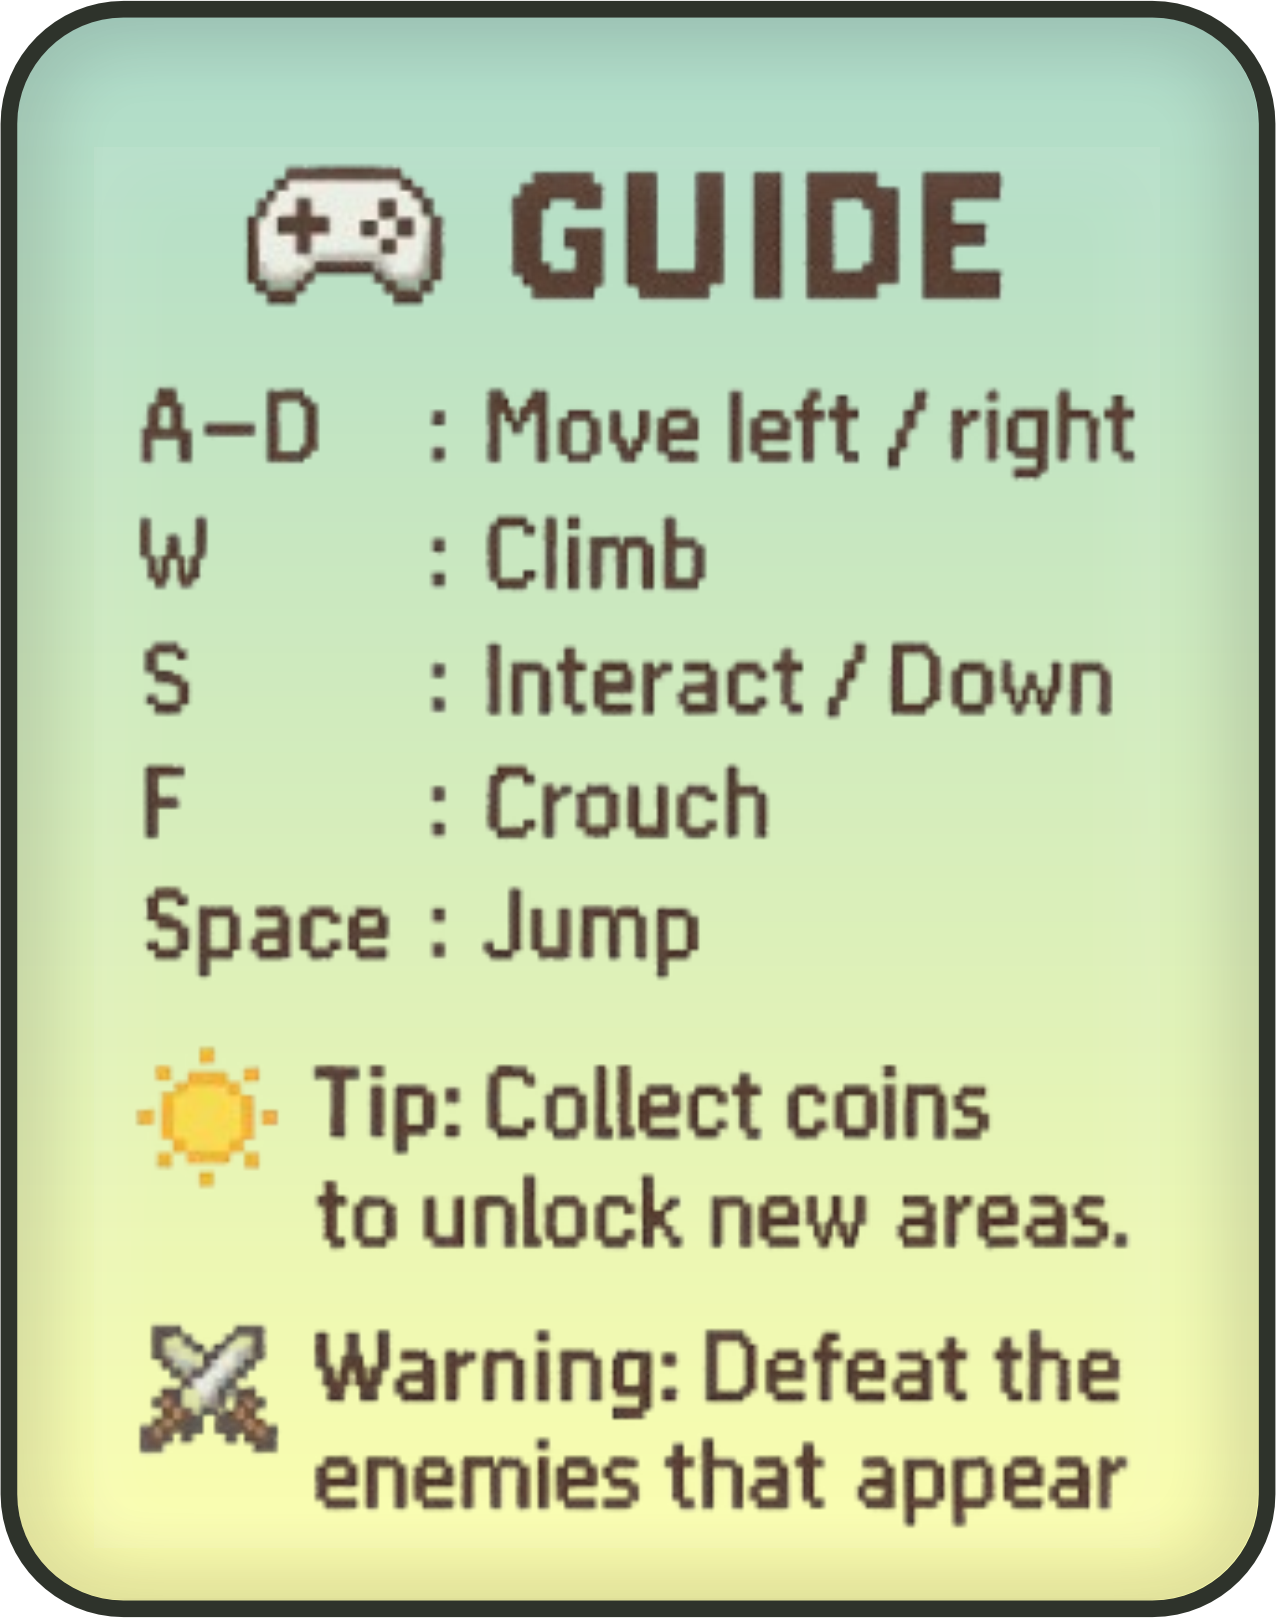 GUIDE
A-D : Move left / right
W : Climb
S : Interact / Down
F : Crouch
Space : Jump
Tip: Collect coins
to unlock new areas.
Warning: Defeat the
enemies that appear